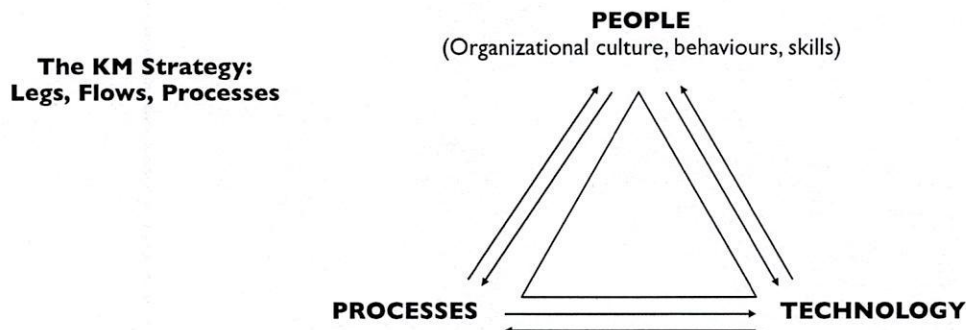 The KM Strategy:
Legs, Flows, Processes
PEOPLE
(Organizational culture, behaviours, skills)
PROCESSES
TECHNOLOGY